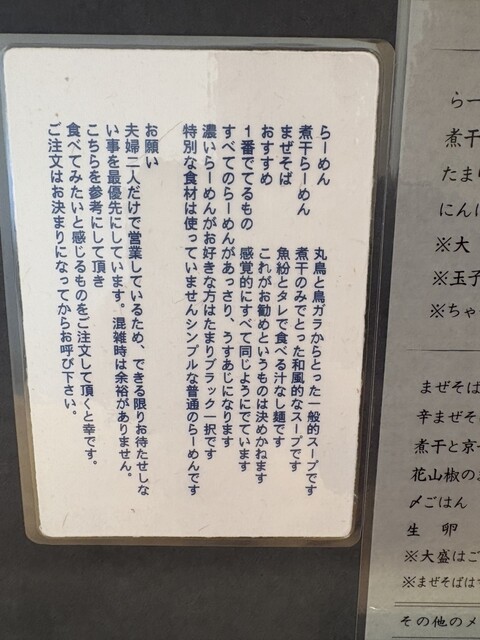 らーめん　丸鳥と鳥ガラからとった一般的スープです
煮干らーめん　煮干のみでとった和風的なスープです
まぜそば　魚紛とタレで食べる汁なし麺です
おすすめ　これがお勧めというものは決めかねます
1番でてるもの　感覚的にすべて同じようにでています
すべてのらーめんがあっさり、うすあじになります
濃いらーめんがお好きな方はたまりブラック一択です
特別な食材は使っていませんシンプルな普通のらーめんです
お願い
夫婦二人だけで営業しているため、できる限りお待たせしな
い事を最優先にしています。混雑時は余裕がありません。
こちらを参考にして頂き
食べてみたいと感じるものをご注文して頂くと幸です。
ご注文はお決まりになってからお呼び下さい。
らー
煮干
たまり
にんに
※大
※玉子
※ちゃ
まぜそば
辛まぜそ
煮干と京
花山椒のま
〆ごはん
生　卵
※大盛はご
※まぜそばは
その他のメ